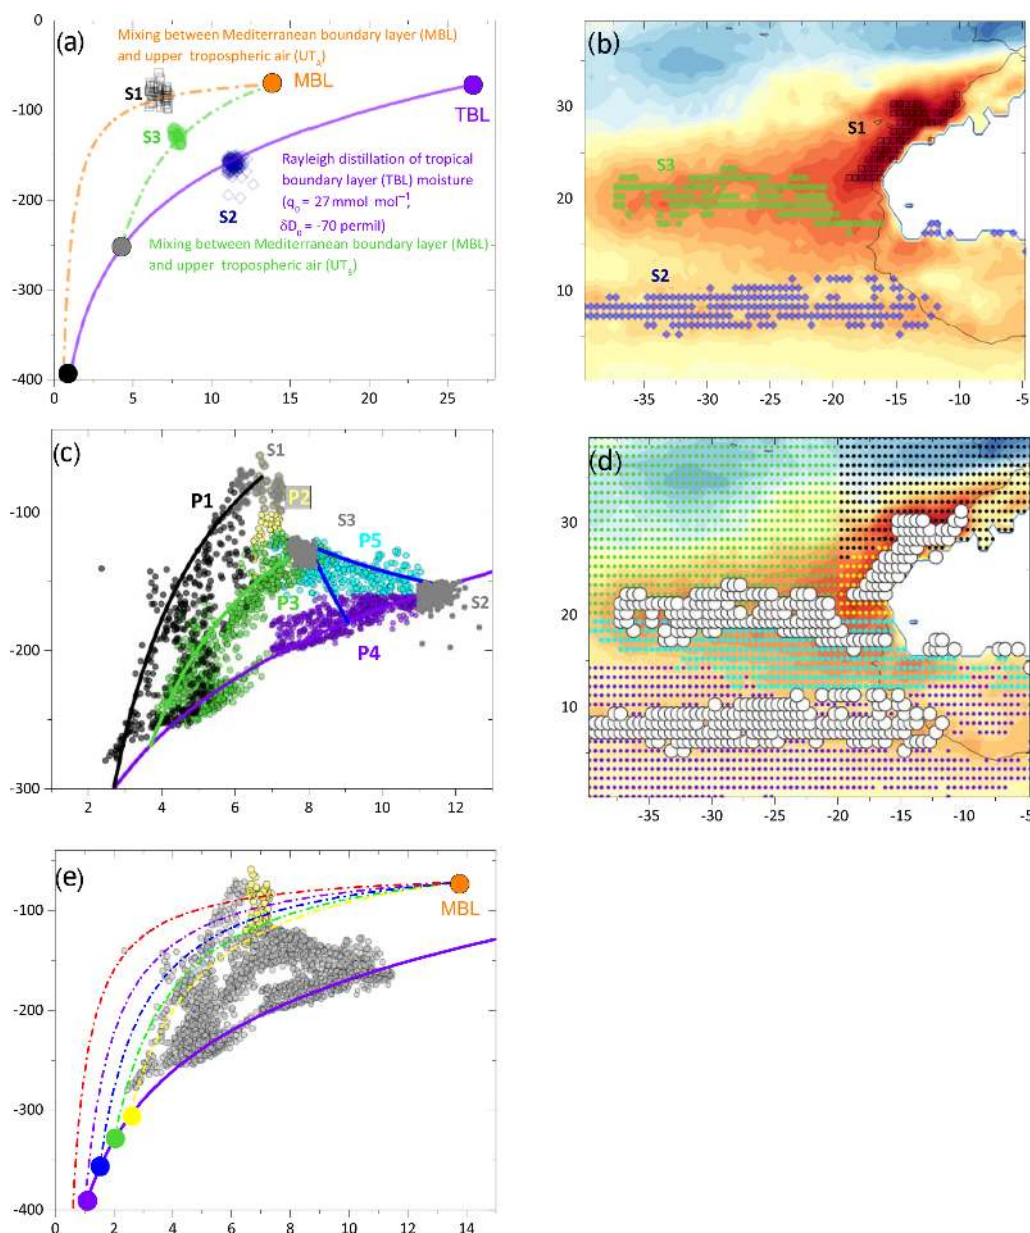 (a)
Mixing between Mediterranean boundary layer (MBL)
and upper tropospheric air (UT_A)
S1
MBL
TBL
S3
Rayleigh distillation of tropical
boundary layer (TBL) moisture
(q_0 = 27 mmol mol⁻¹,
δD_0 = -70 permil)
S2
Mixing between Mediterranean boundary layer (MBL)
and upper tropospheric air (UT_S)
0
-100
-200
-300
-400
0 5 10 15 20 25
(b)
S1
S3
S2
30
20
10
-35 -30 -25 -20 -15 -10 -5
(c)
S1
P1
P2
S3
P5
P3
S2
P4
-100
-200
-300
2 4 6 8 10 12
(d)
30
20
10
-35 -30 -25 -20 -15 -10 -5
(e)
MBL
-100
-200
-300
-400
0 2 4 6 8 10 12 14